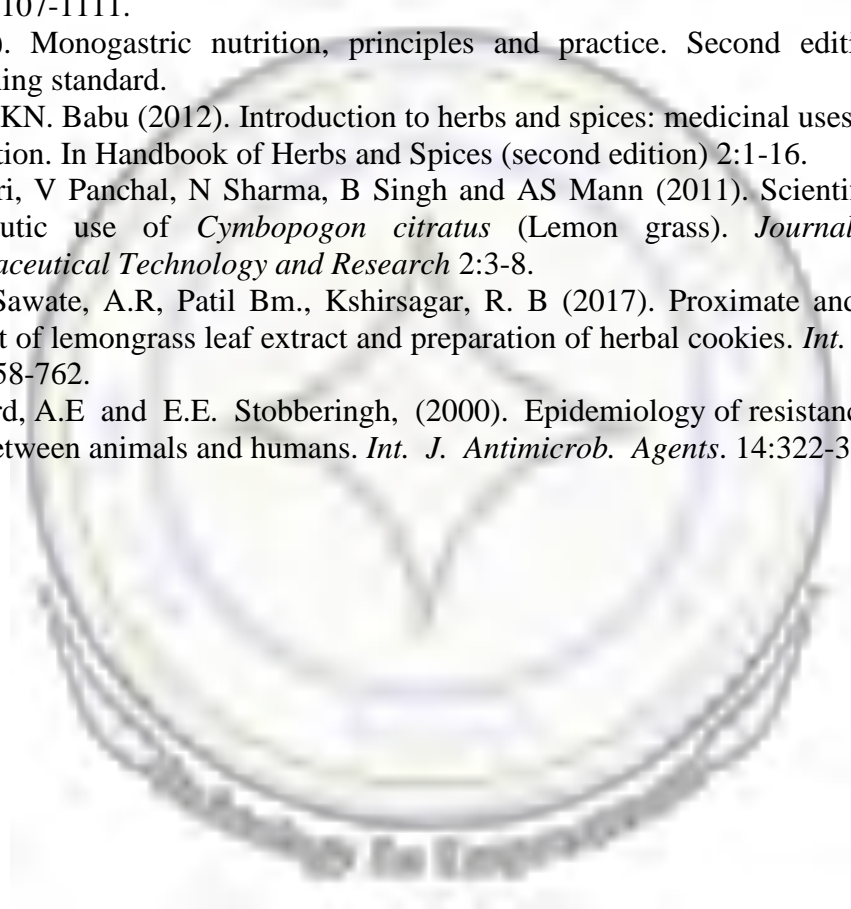 107-1111.
). Monogastric nutrition, principles and practice. Second editi
ing standard.
KN. Babu (2012). Introduction to herbs and spices: medicinal uses
tion. In Handbook of Herbs and Spices (second edition) 2:1-16.
ri, V Panchal, N Sharma, B Singh and AS Mann (2011). Scientif
utic use of Cymbopogon citratus (Lemon grass). Journal
aceutical Technology and Research 2:3-8.
Sawate, A.R, Patil Bm., Kshirsagar, R. B (2017). Proximate and
t of lemongrass leaf extract and preparation of herbal cookies. Int.
58-762.
rd, A.E and E.E. Stobberingh, (2000). Epidemiology of resistanc
etween animals and humans. Int. J. Antimicrob. Agents. 14:322-3